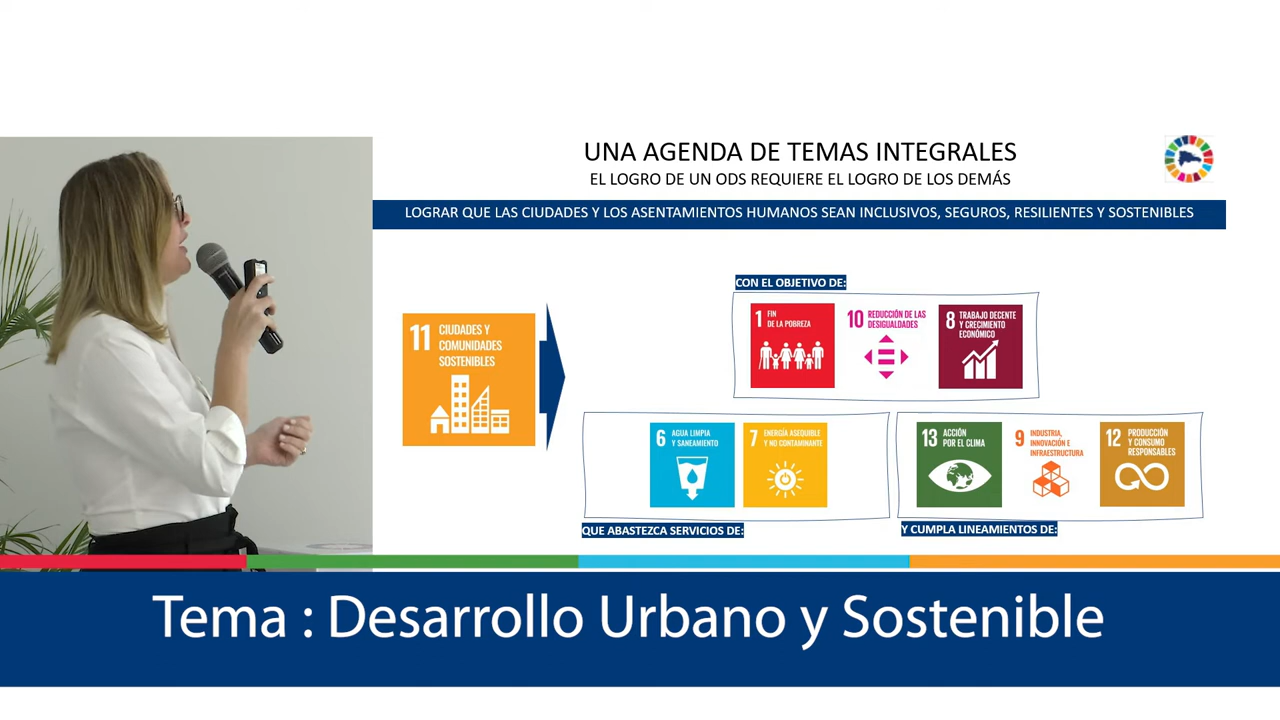 UNA AGENDA DE TEMAS INTEGRALES
EL LOGRO DE UN ODS REQUIERE EL LOGRO DE LOS DEMÁS
LOGRAR QUE LAS CIUDADES Y LOS ASENTAMIENTOS HUMANOS SEAN INCLUSIVOS, SEGUROS, RESILIENTES Y SOSTENIBLES
11 CIUDADES Y
COMUNIDADES
SOSTENIBLES
CON EL OBJETIVO DE:
1 FIN
DE LA POBREZA
10 REDUCCIÓN DE LAS
DESIGUALDADES
8 TRABAJO DECENTE
Y CRECIMIENTO
ECONÓMICO
6 AGUA LIMPIA
Y SANEAMIENTO
7 ENERGÍA ASEQUIBLE
Y NO CONTAMINANTE
QUE ABASTEZCA SERVICIOS DE:
13 ACCIÓN
POR EL CLIMA
9 INDUSTRIA,
INNOVACIÓN E
INFRAESTRUCTURA
12 PRODUCCIÓN
Y CONSUMO
RESPONSABLES
Y CUMPLA LINEAMIENTOS DE:
Tema : Desarrollo Urbano y Sostenible